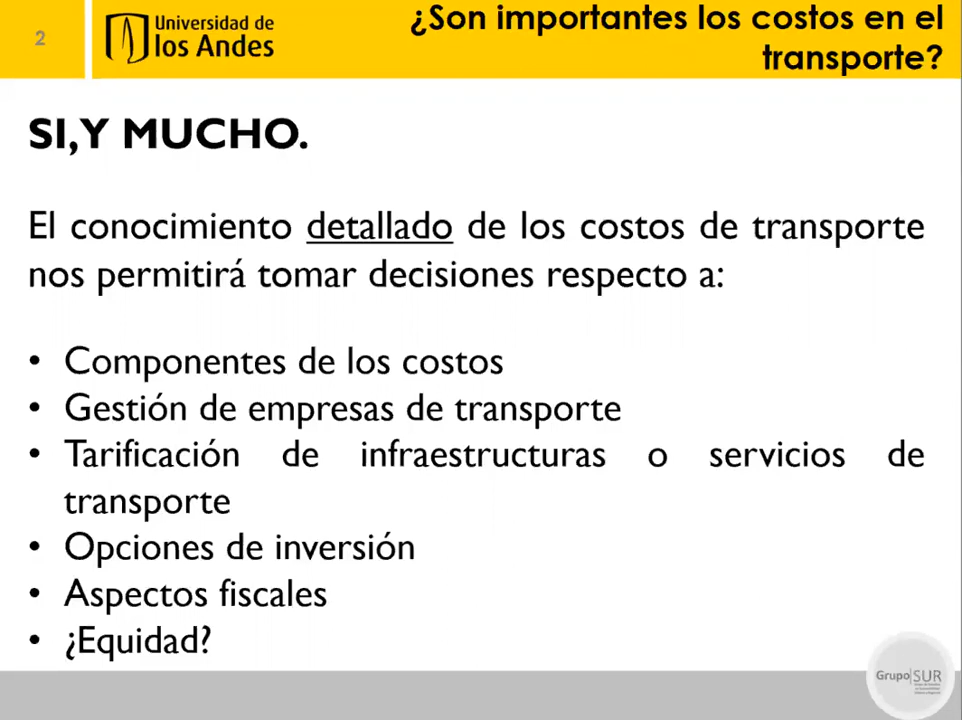 2
Universidad de
los Andes
¿Son importantes los costos en el
transporte?
SI,Y MUCHO.
El conocimiento detallado de los costos de transporte
nos permitirá tomar decisiones respecto a:
• Componentes de los costos
• Gestión de empresas de transporte
• Tarificación de infraestructuras o servicios de
transporte
• Opciones de inversión
• Aspectos fiscales
• ¿Equidad?
Grupo|SUR